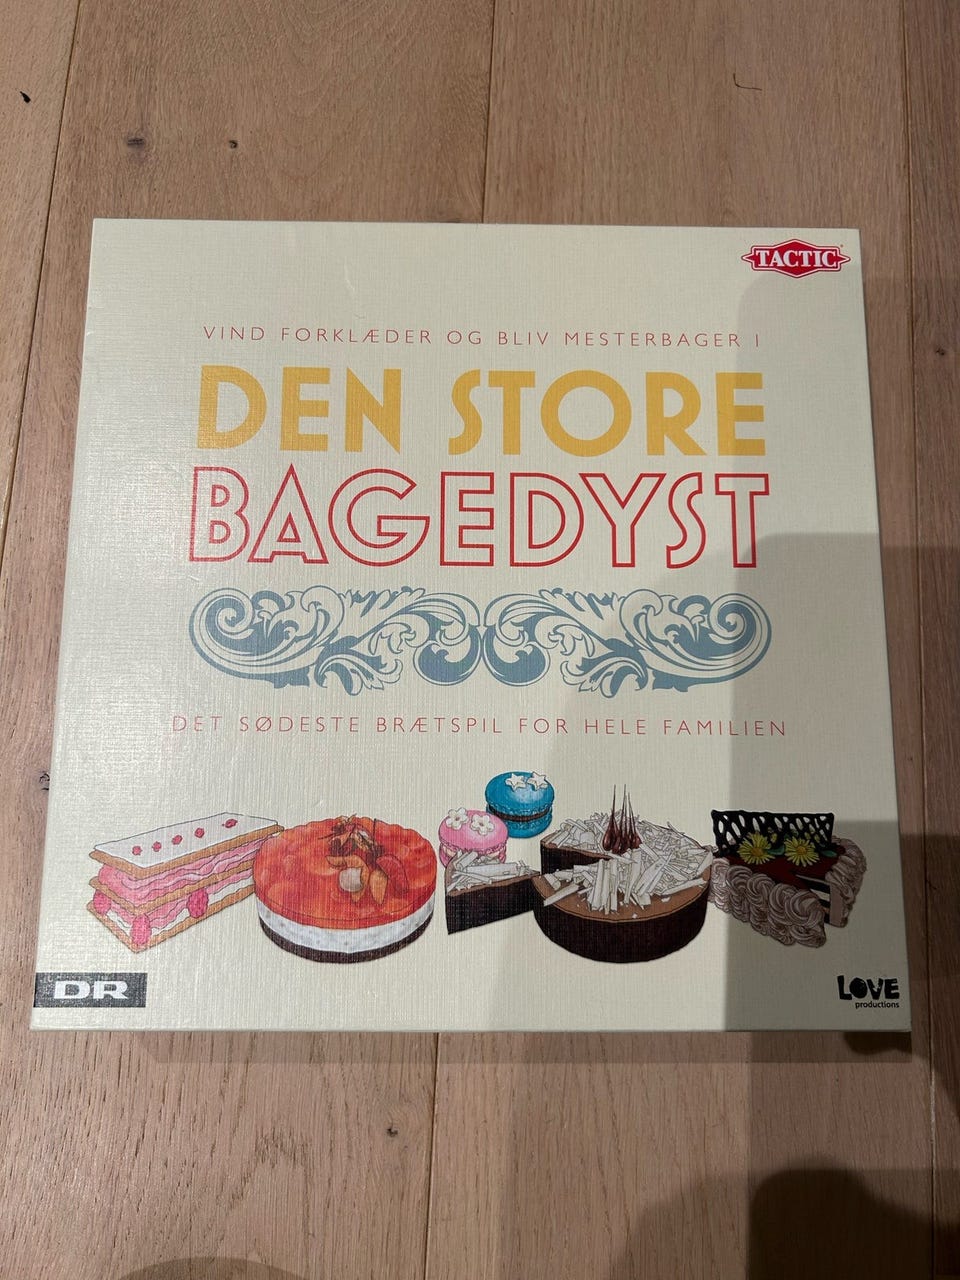 TACTIC
VIND FORKLÆDER OG BLIV MESTERBAGER I
DEN STORE
BAGEDYST
DET SØDESTE BRÆTSPIL FOR HELE FAMILIEN
DR
LOVE
productions